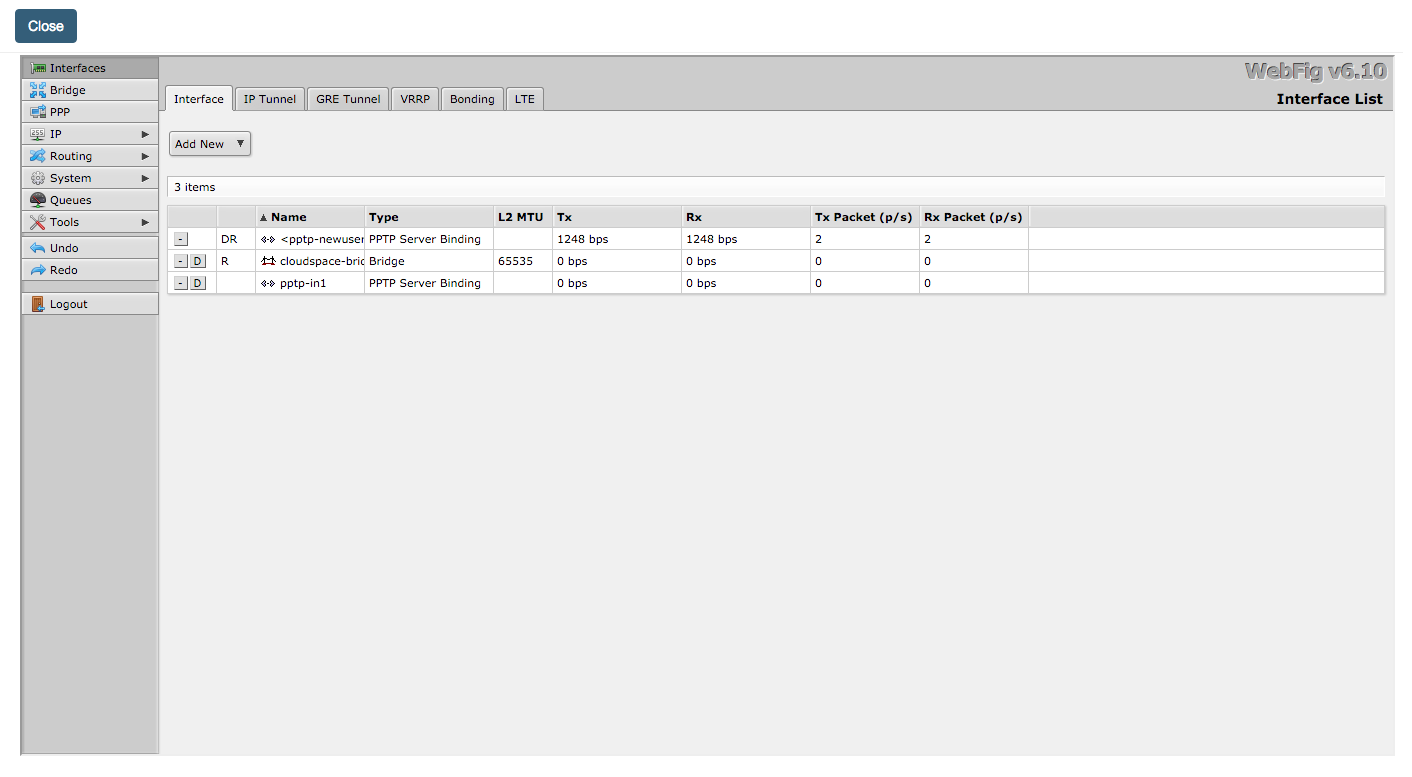 Close
Interfaces
Bridge
PPP
IP
Routing
System
Queues
Tools
Undo
Redo
Logout
WebFig v6.10
Interface IP Tunnel GRE Tunnel VRRP Bonding LTE
Interface List
Add New
3 items
Name Type L2 MTU Tx Rx Tx Packet (p/s) Rx Packet (p/s)
- DR <pptp-newuser PPTP Server Binding 1248 bps 1248 bps 2 2
- D R cloudspace-bric Bridge 65535 0 bps 0 bps 0 0
- D pptp-in1 PPTP Server Binding 0 bps 0 bps 0 0